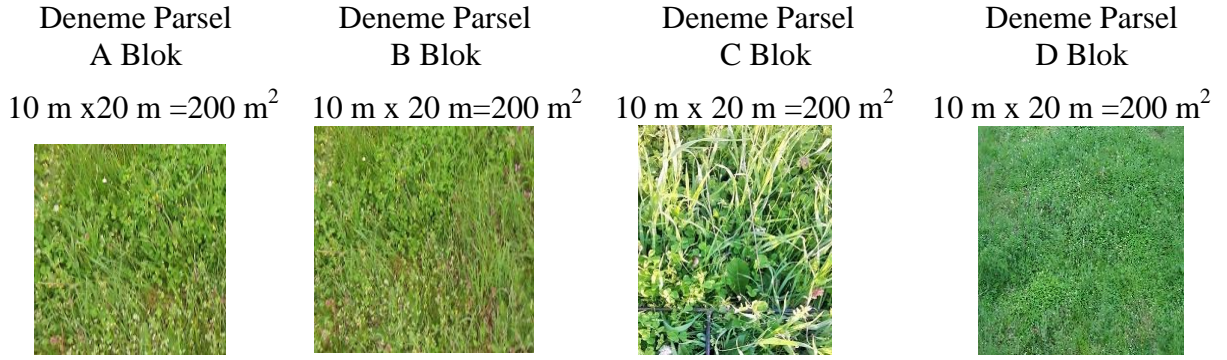 Deneme Parsel
A Blok
10 m x20 m =200 m²
Deneme Parsel
B Blok
10 m x 20 m=200 m²
Deneme Parsel
C Blok
10 m x 20 m =200 m²
Deneme Parsel
D Blok
10 m x 20 m =200 m²